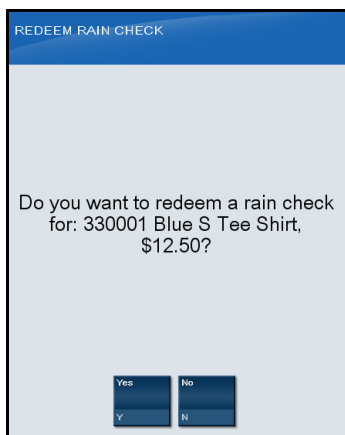 REDEEM RAIN CHECK
Do you want to redeem a rain check
for: 330001 Blue S Tee Shirt,
$12.50?
Yes No
Y N